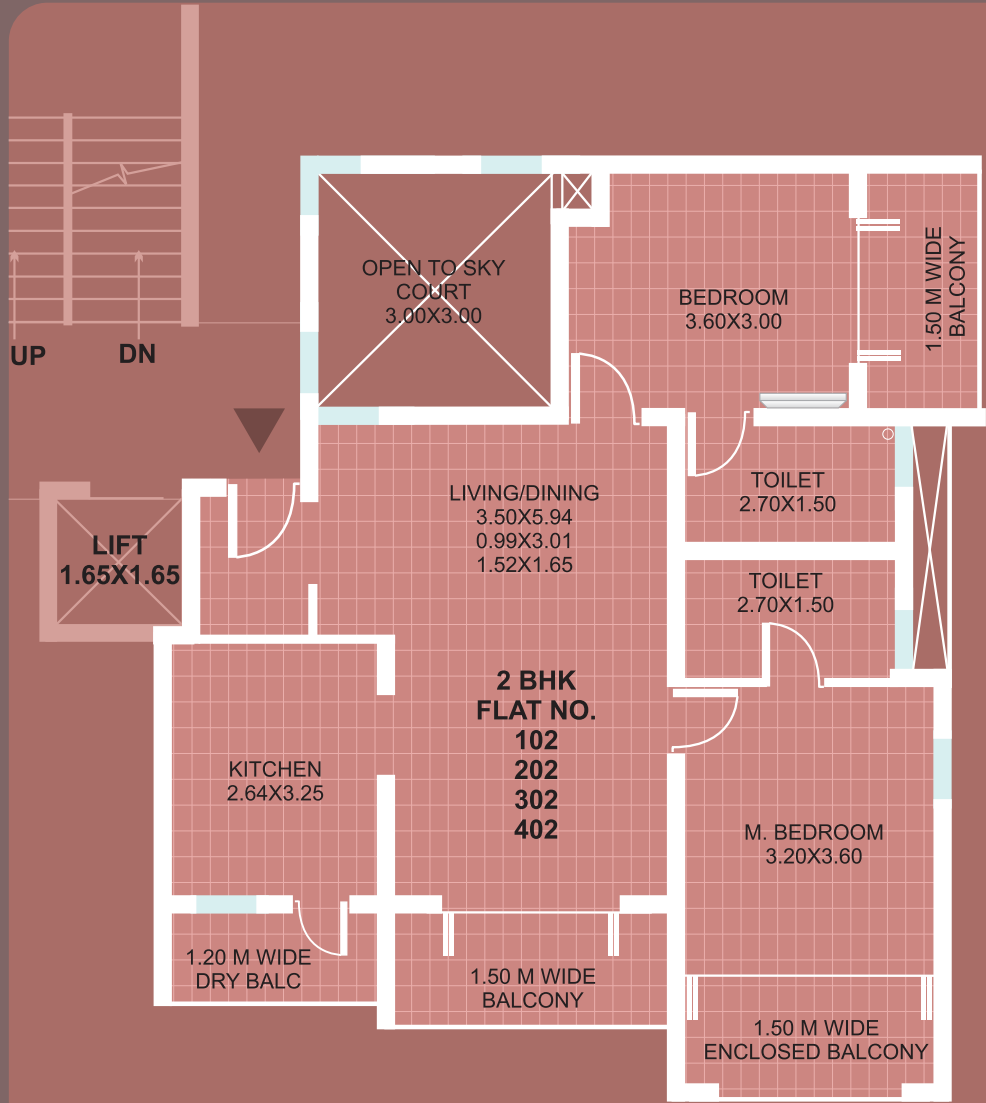 OPEN TO SKY
COURT
3.00X3.00
BEDROOM
3.60X3.00
1.50 M WIDE
BALCONY
UP
DN
LIVING/DINING
3.50X5.94
0.99X3.01
1.52X1.65
TOILET
2.70X1.50
LIFT
1.65X1.65
TOILET
2.70X1.50
2 BHK
FLAT NO.
102
202
302
402
KITCHEN
2.64X3.25
M. BEDROOM
3.20X3.60
1.20 M WIDE
DRY BALC
1.50 M WIDE
BALCONY
1.50 M WIDE
ENCLOSED BALCONY